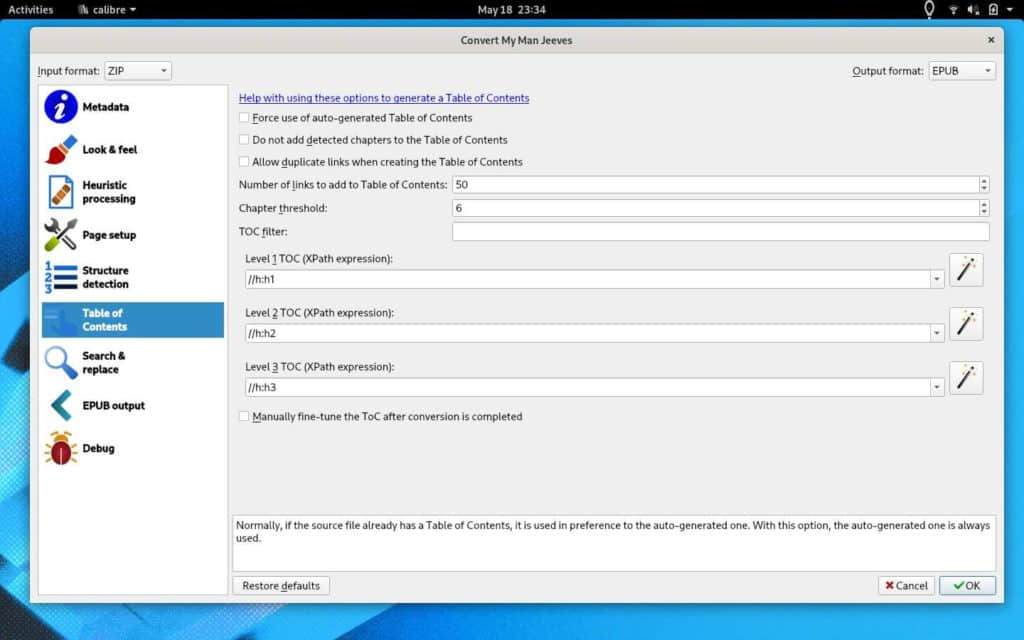 Activities
calibre
May 18 23:34
Convert My Man Jeeves
Input format:
ZIP
Output format:
EPUB
Metadata
Look & feel
Heuristic
processing
Page setup
1
2
3
Structure
detection
Table of
Contents
Search &
replace
EPUB output
Debug
Help with using these options to generate a Table of Contents
Force use of auto-generated Table of Contents
Do not add detected chapters to the Table of Contents
Allow duplicate links when creating the Table of Contents
Number of links to add to Table of Contents: 50
Chapter threshold: 6
TOC filter:
Level 1 TOC (XPath expression):
//h:h1
Level 2 TOC (XPath expression):
//h:h2
Level 3 TOC (XPath expression):
//h:h3
Manually fine-tune the ToC after conversion is completed
Normally, if the source file already has a Table of Contents, it is used in preference to the auto-generated one. With this option, the auto-generated one is always
used.
Restore defaults
Cancel
OK